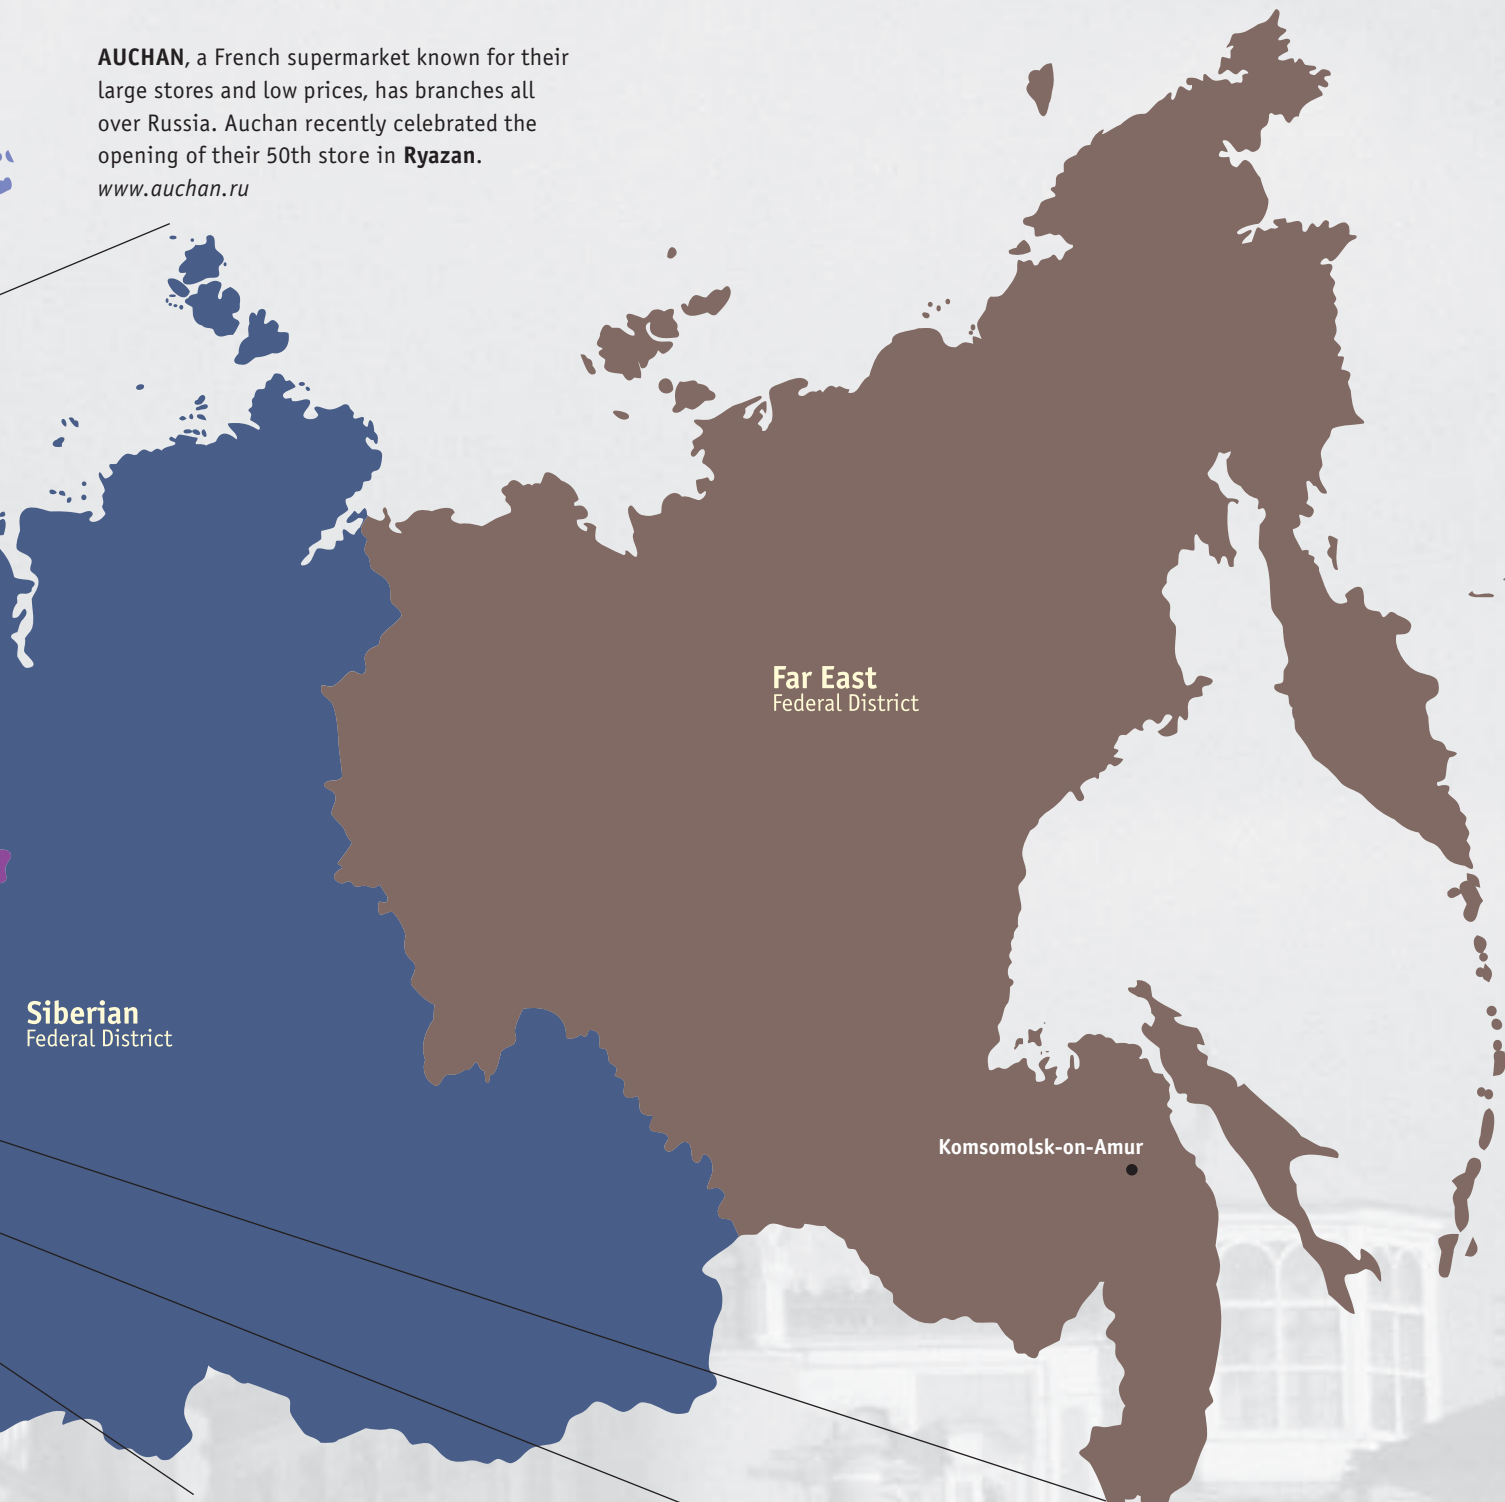 AUCHAN, a French supermarket known for their
large stores and low prices, has branches all
over Russia. Auchan recently celebrated the
opening of their 50th store in Ryazan.
www.auchan.ru
Far East
Federal District
Siberian
Federal District
Komsomolsk-on-Amur